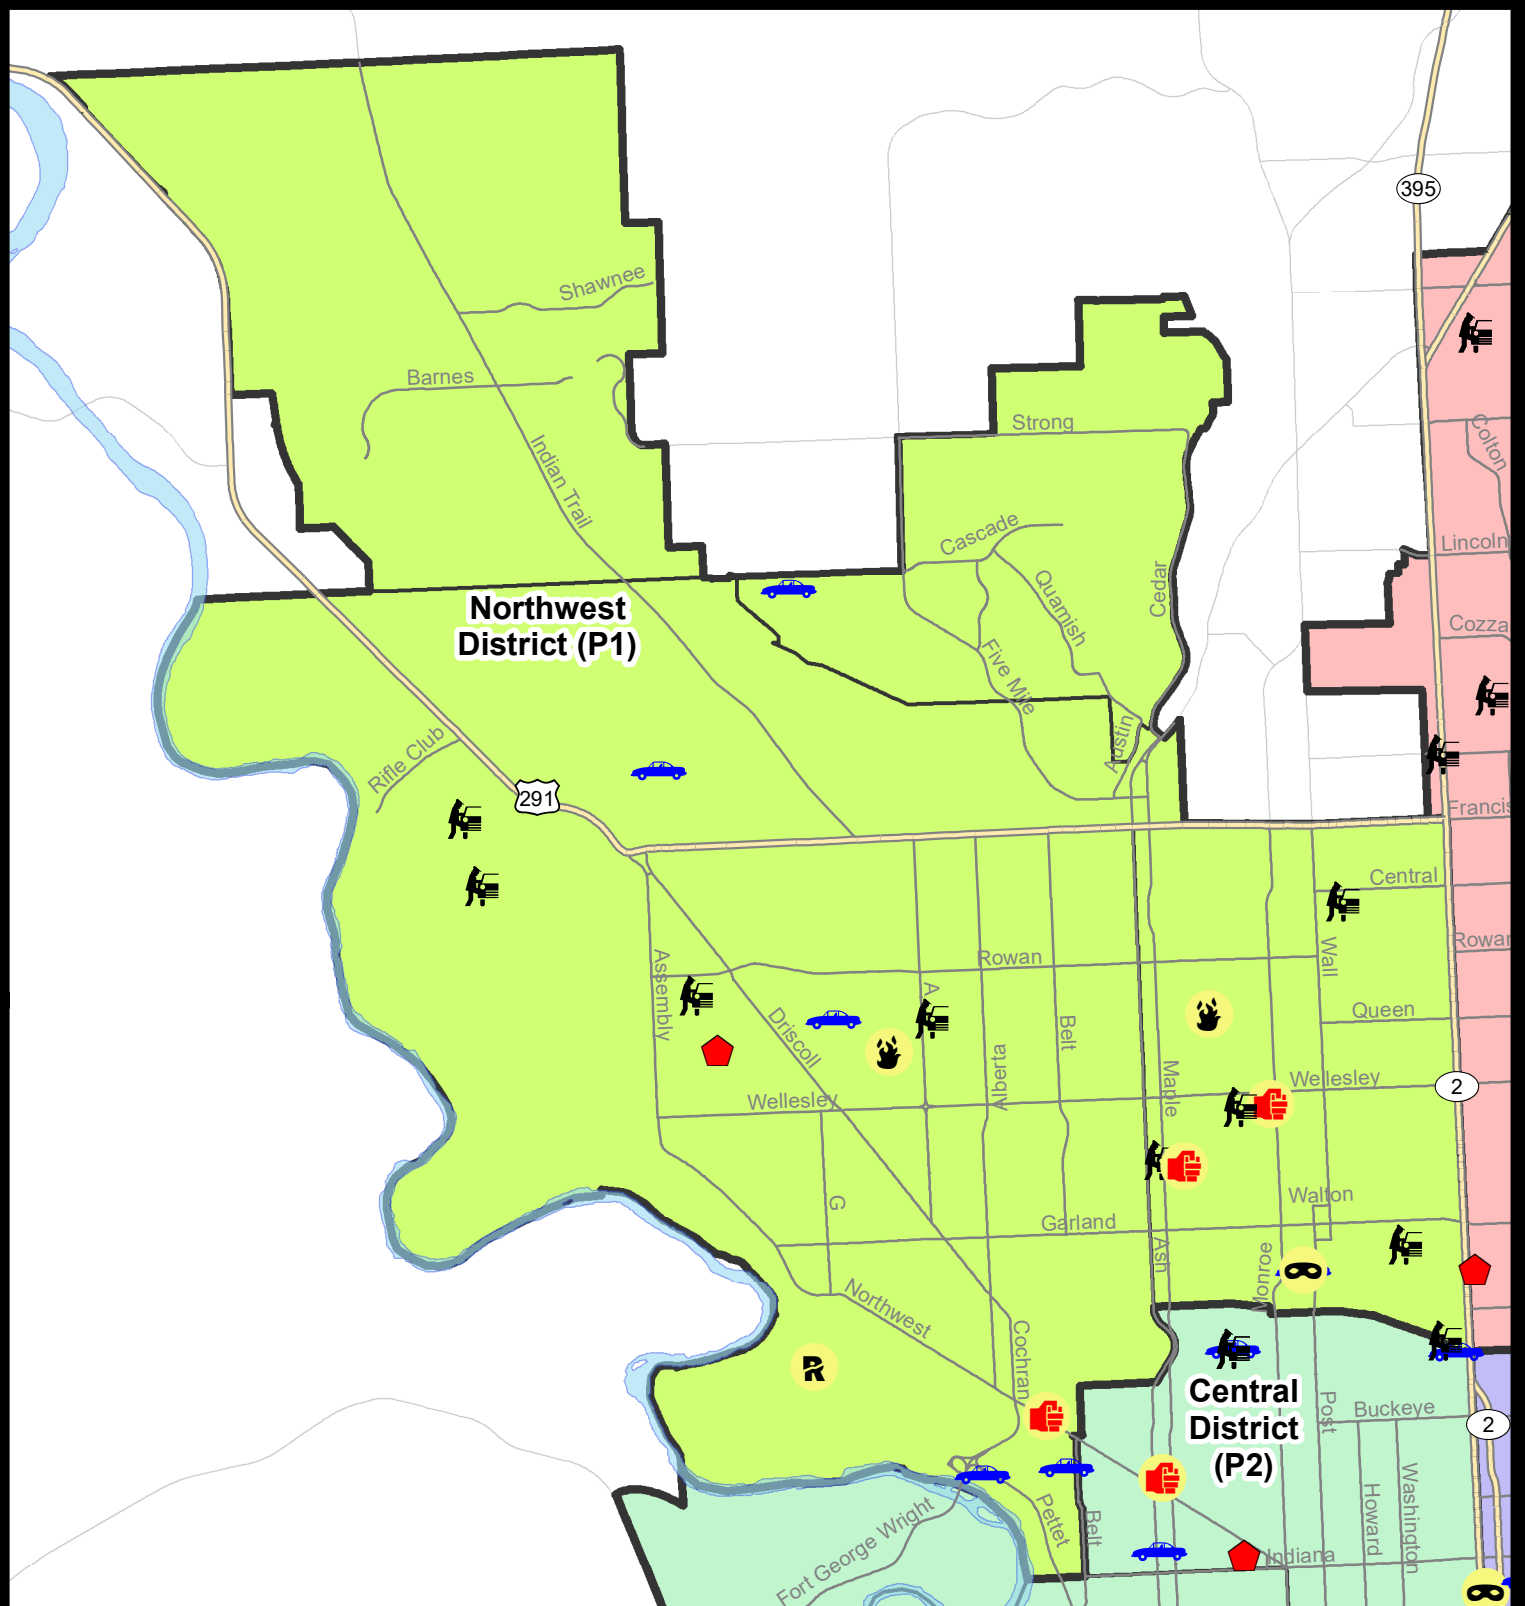 395
Shawnee
Barnes
Strong
Colton
Indian Trail
Cascade
Lincoln
Quamish
Cedar
Northwest
District (P1)
Cozza
Five Mile
Austin
Rifle Club
291
Francis
Central
Rowan
Rowan
Wall
Assembly
A
Driscoll
Belt
Queen
Alberta
Maple
Wellesley
Wellesley
2
G
Garland
Walton
Ash
Monroe
Northwest
Cochran
R
Central
District
(P2)
Post
Buckeye
2
Pettet
Belt
Howard
Washington
Fort George Wright
Indiana